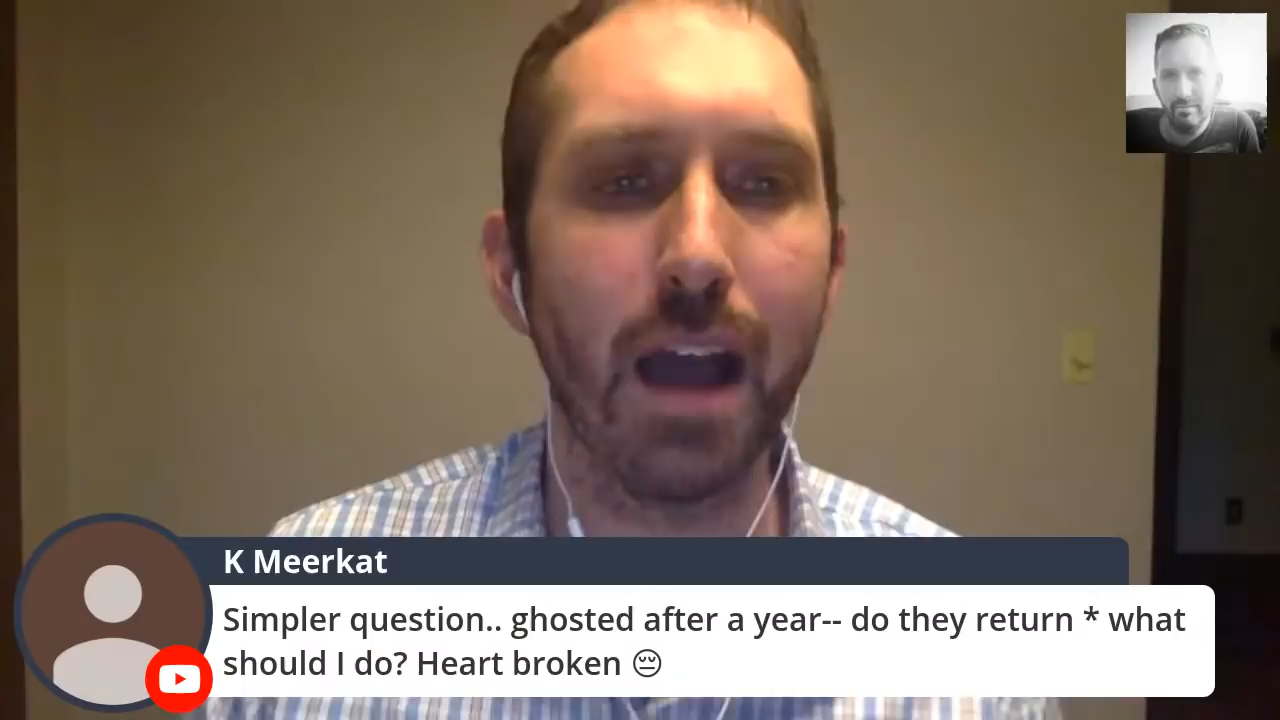 K Meerkat
Simpler question.. ghosted after a year-- do they return * what
should I do? Heart broken 😔